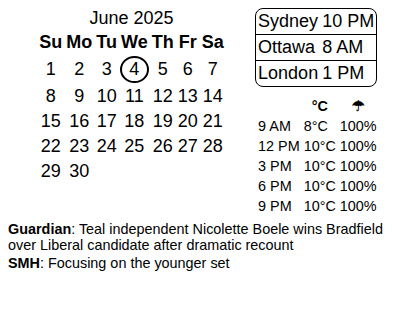 June 2025
Su Mo Tu We Th Fr Sa
1 2 3 4 5 6 7
8 9 10 11 12 13 14
15 16 17 18 19 20 21
22 23 24 25 26 27 28
29 30
Sydney 10 PM
Ottawa 8 AM
London 1 PM
°C ☂
9 AM 8°C 100%
12 PM 10°C 100%
3 PM 10°C 100%
6 PM 10°C 100%
9 PM 10°C 100%
Guardian: Teal independent Nicolette Boele wins Bradfield
over Liberal candidate after dramatic recount
SMH: Focusing on the younger set